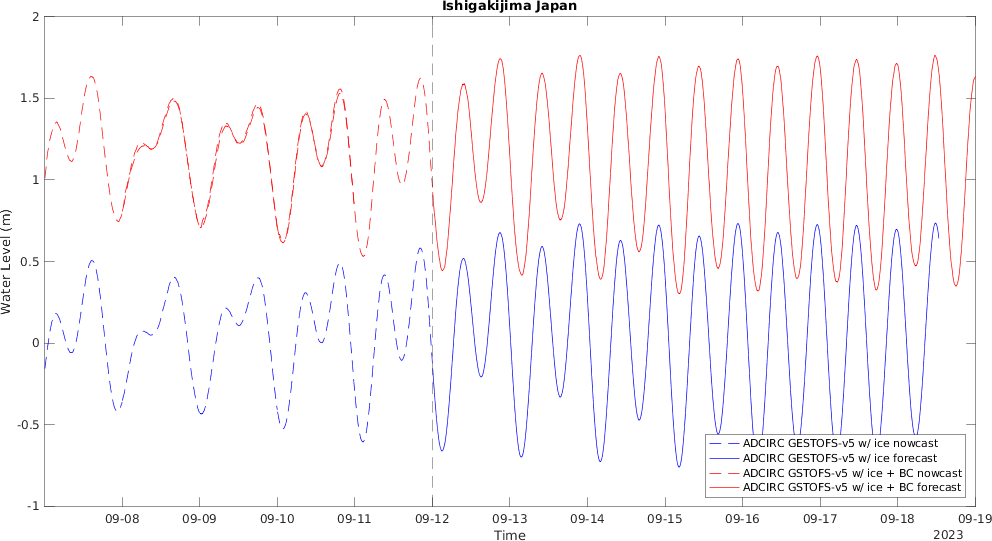 Ishigakijima Japan
2
1.5
1
0.5
0
-0.5
-1
Water Level (m)
ADCIRC GESTOFS-v5 w/ ice nowcast
ADCIRC GESTOFS-v5 w/ ice forecast
ADCIRC GSTOFS-v5 w/ ice + BC nowcast
ADCIRC GSTOFS-v5 w/ ice + BC forecast
09-08 09-09 09-10 09-11 09-12 09-13 09-14 09-15 09-16 09-17 09-18 09-19
Time
2023